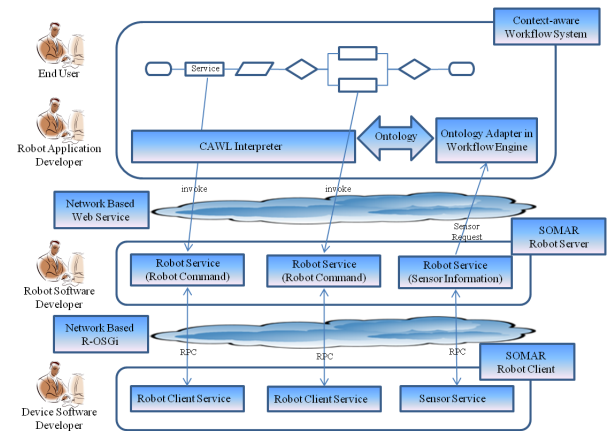 Context-aware
Workflow System
End User
Service
Robot Application
Developer
CAWL Interpreter
Ontology
Ontology Adapter in
Workflow Engine
invoke
invoke
Network Based
Web Service
Sensor
Request
SOMAR
Robot Server
Robot Service
(Robot Command)
Robot Service
(Robot Command)
Robot Service
(Sensor Information)
Robot Software
Developer
Network Based
R-OSGi
RPC
RPC
RPC
SOMAR
Robot Client
Robot Client Service
Robot Client Service
Sensor Service
Device Software
Developer